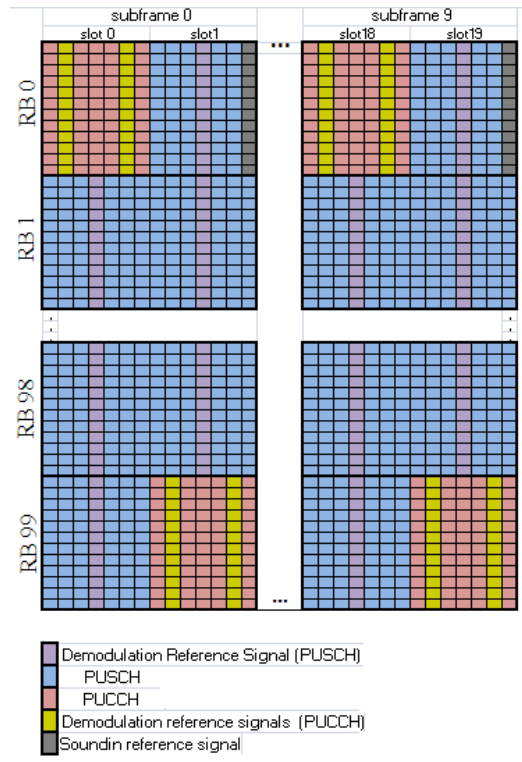 subframe 0 ... subframe 9
slot 0 slot1 slot18 slot19
RB 0
RB 1
RB 98
RB 99
...
Demodulation Reference Signal (PUSCH)
PUSCH
PUCCH
Demodulation reference signals (PUCCH)
Soundin reference signal